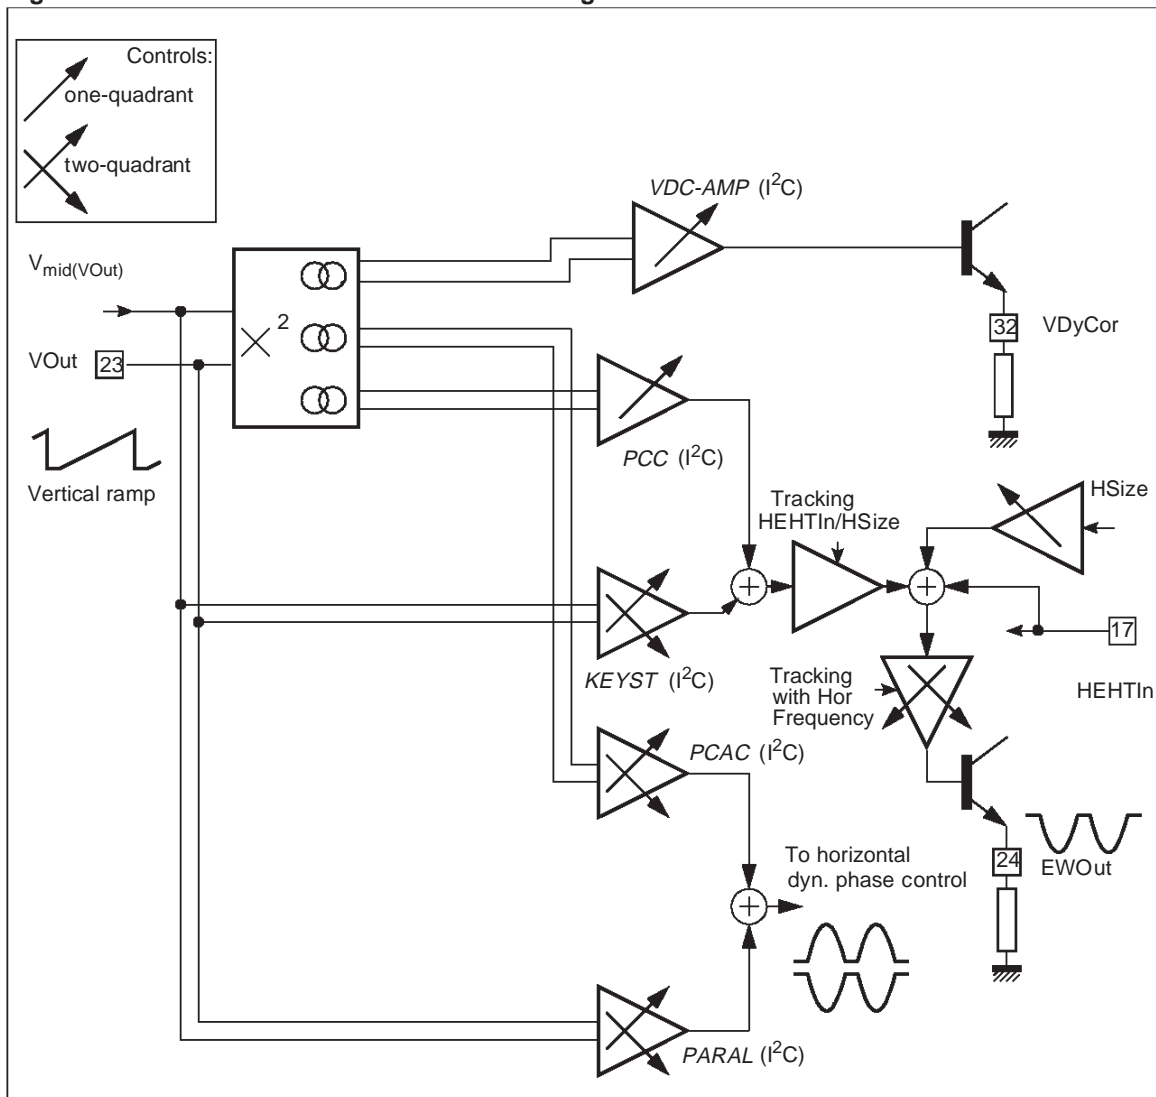 Controls:
one-quadrant
two-quadrant
VDC-AMP (I²C)
V mid(VOut)
2
32
VDyCor
VOut 23
PCC (I²C)
Vertical ramp
Tracking
HEHTIn/HSize
HSize
+
+
17
KEYST (I²C)
Tracking
with Hor
Frequency
HEHTIn
PCAC (I²C)
To horizontal
dyn. phase control
24
EWOut
+
PARAL (I²C)